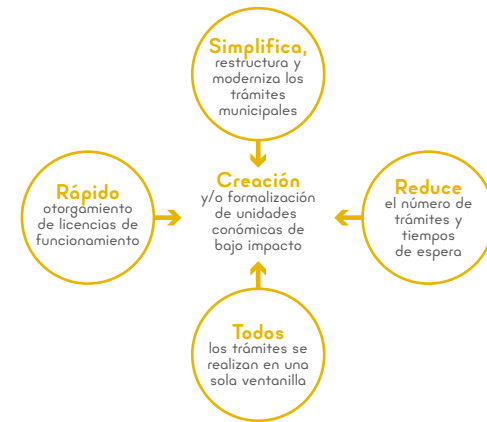 Simplifica,
restructura y
moderniza los
trámites
municipales
Rápido
otorgámiento
de licencias de
funcionamiento
Creación
y/o formalización
de unidades
conómicas de
bajo impacto
Reduce
el número de
trámites y
tiempos
de espera
Todos
los trámites se
realizan en una
sola ventanilla